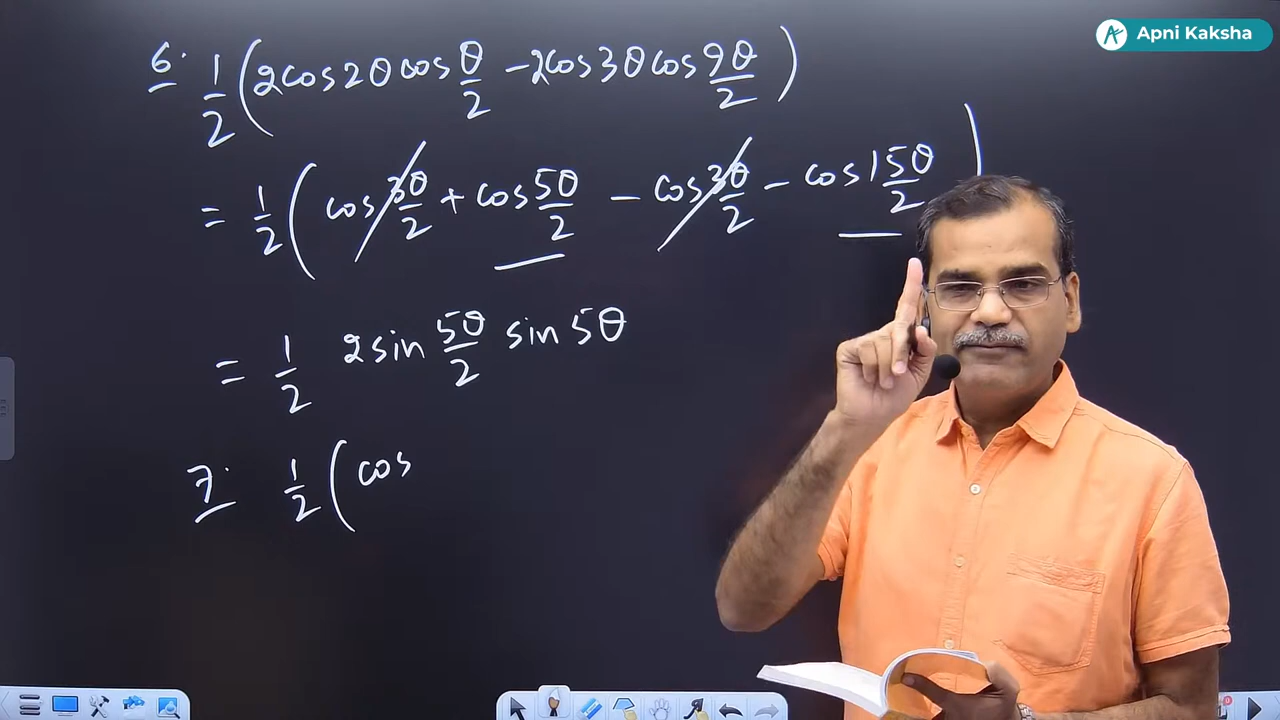 Apni Kaksha
6. 1/2 (2cos2θ cos θ/2 - 2cos3θ cos 9θ/2)
= 1/2 (cos 3θ/2 + cos 5θ/2 - cos 3θ/2 - cos 15θ/2)
= 1/2 2sin 5θ/2 sin 5θ
7. 1/2 (cos